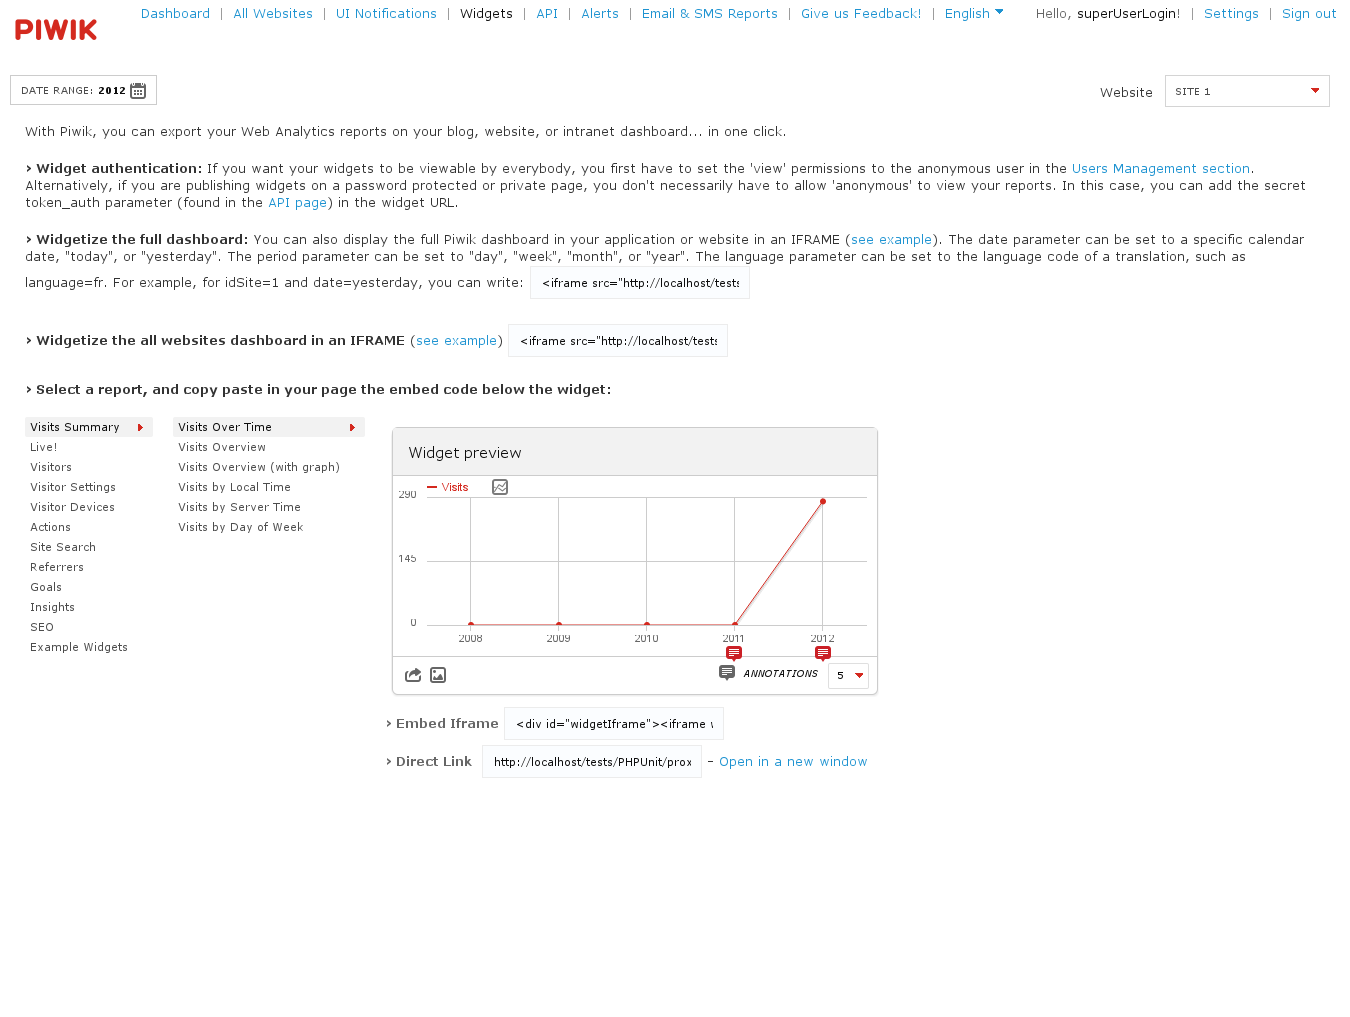 PIWIK
Dashboard | All Websites | UI Notifications | Widgets | API | Alerts | Email & SMS Reports | Give us Feedback! | English
Hello, superUserLogin! | Settings | Sign out
DATE RANGE: 2012
Website SITE 1
With Piwik, you can export your Web Analytics reports on your blog, website, or intranet dashboard... in one click.
› Widget authentication: If you want your widgets to be viewable by everybody, you first have to set the 'view' permissions to the anonymous user in the Users Management section.
Alternatively, if you are publishing widgets on a password protected or private page, you don't necessarily have to allow 'anonymous' to view your reports. In this case, you can add the secret
token_auth parameter (found in the API page) in the widget URL.
› Widgetize the full dashboard: You can also display the full Piwik dashboard in your application or website in an IFRAME (see example). The date parameter can be set to a specific calendar
date, "today", or "yesterday". The period parameter can be set to "day", "week", "month", or "year". The language parameter can be set to the language code of a translation, such as
language=fr. For example, for idSite=1 and date=yesterday, you can write: <iframe src="http://localhost/tests
› Widgetize the all websites dashboard in an IFRAME (see example) <iframe src="http://localhost/tests
› Select a report, and copy paste in your page the embed code below the widget:
Visits Summary
Live!
Visitors
Visitor Settings
Visitor Devices
Actions
Site Search
Referrers
Goals
Insights
SEO
Example Widgets
Visits Over Time
Visits Overview
Visits Overview (with graph)
Visits by Local Time
Visits by Server Time
Visits by Day of Week
Widget preview
Visits
290
145
0
2008 2009 2010 2011 2012
ANNOTATIONS 5
› Embed Iframe <div id="widgetIframe"><iframe
› Direct Link http://localhost/tests/PHPUnit/prox – Open in a new window